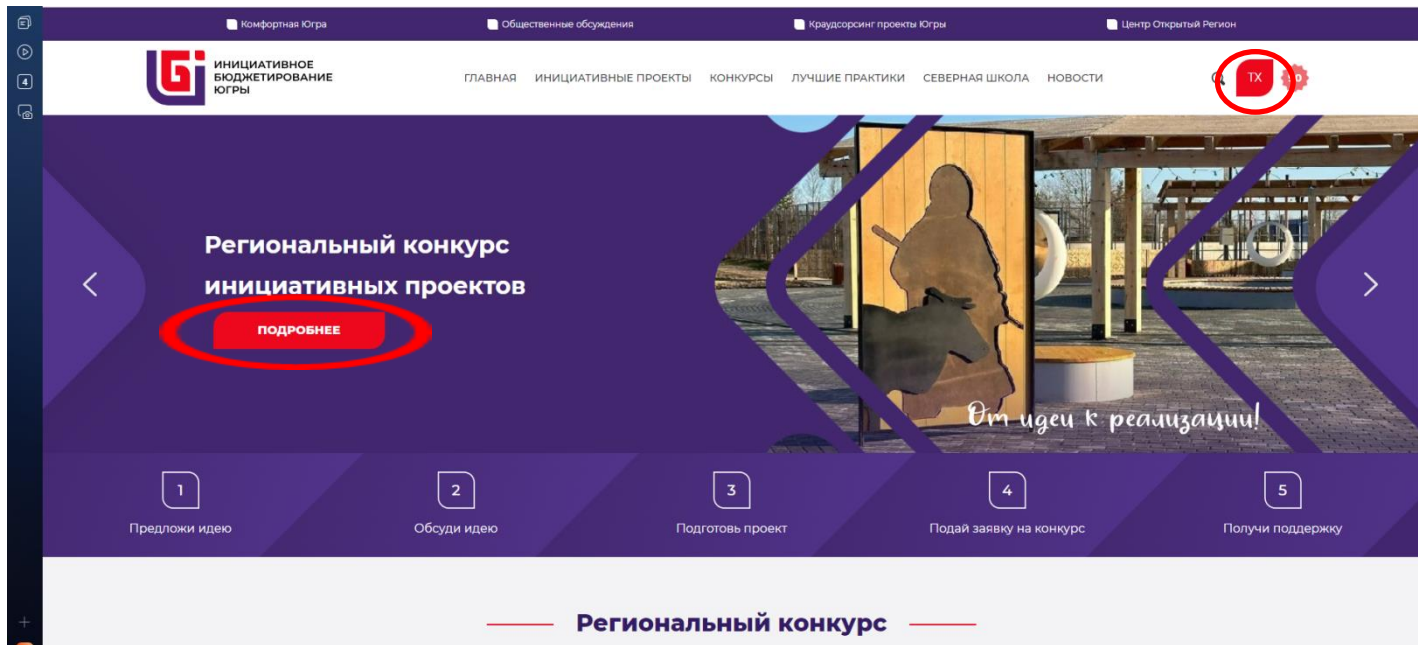 Комфортная Югра
Общественные обсуждения
Краудсорсинг проекты Югры
Центр Открытый Регион
4
ИНИЦИАТИВНОЕ
БЮДЖЕТИРОВАНИЕ
ЮГРЫ
ГЛАВНАЯ
ИНИЦИАТИВНЫЕ ПРОЕКТЫ
КОНКУРСЫ
ЛУЧШИЕ ПРАКТИКИ
СЕВЕРНАЯ ШКОЛА
НОВОСТИ
ТХ
Региональный конкурс
инициативных проектов
ПОДРОБНЕЕ
От идеи к реализации!
1
2
3
4
5
Предложи идею
Обсуди идею
Подготовь проект
Подай заявку на конкурс
Получи поддержку
Региональный конкурс